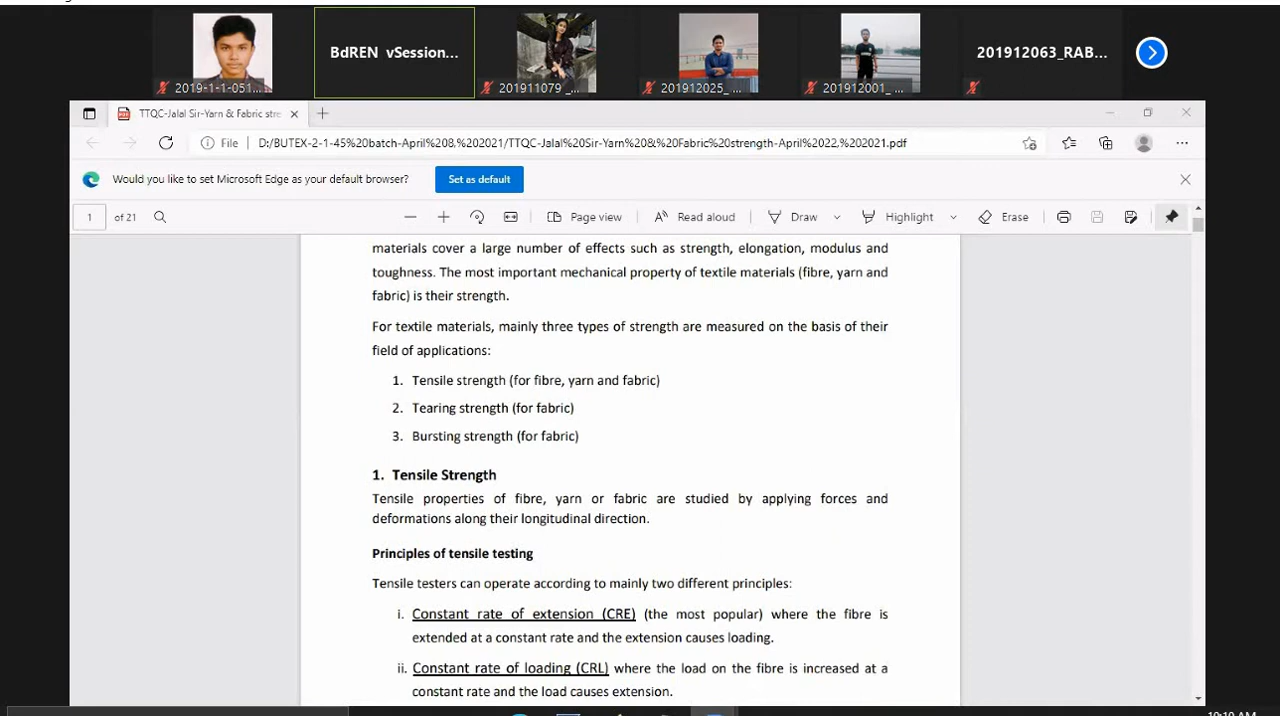 BdREN vSession...
201912063_RAB...
2019-1-1-051...
201911079 _...
201912025_ ...
201912001_ ...
TTQC-Jalal Sir-Yarn & Fabric stre
File
D:/BUTEX-2-1-45%20batch-April%208.%202021/TTQC-Jalal%20Sir-Yarn%20&%20Fabric%20strength-April%2022,%202021.pdf
Would you like to set Microsoft Edge as your default browser?
Set as default
1 of 21
Page view
Read aloud
Draw
Highlight
Erase
materials cover a large number of effects such as strength, elongation, modulus and
toughness. The most important mechanical property of textile materials (fibre, yarn and
fabric) is their strength.
For textile materials, mainly three types of strength are measured on the basis of their
field of applications:
1. Tensile strength (for fibre, yarn and fabric)
2. Tearing strength (for fabric)
3. Bursting strength (for fabric)
1. Tensile Strength
Tensile properties of fibre, yarn or fabric are studied by applying forces and
deformations along their longitudinal direction.
Principles of tensile testing
Tensile testers can operate according to mainly two different principles:
i. Constant rate of extension (CRE) (the most popular) where the fibre is
extended at a constant rate and the extension causes loading.
ii. Constant rate of loading (CRL) where the load on the fibre is increased at a
constant rate and the load causes extension.